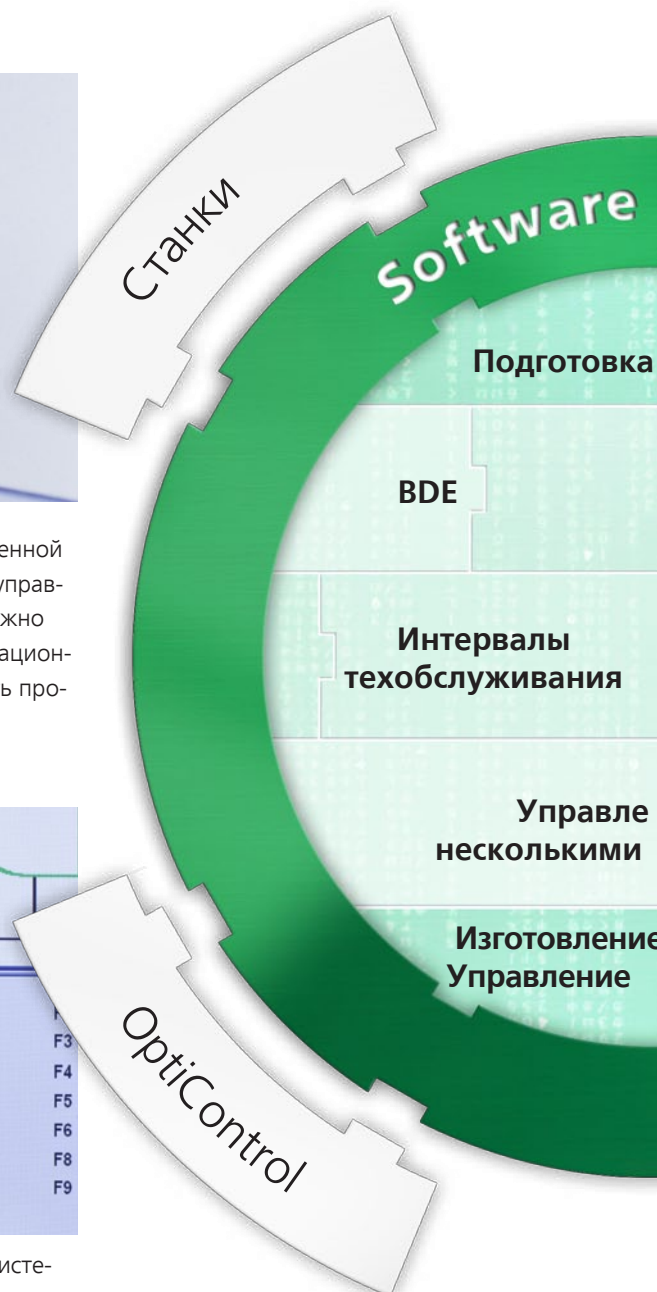 Станки
Software
Подготовка
BDE
Интервалы
техобслуживания
Управле
несколькими
Изготовление
Управление
OptiControl
енной
управ-
жно
ацион-
ь про-
F3
F4
F5
F6
F8
F9
исте-